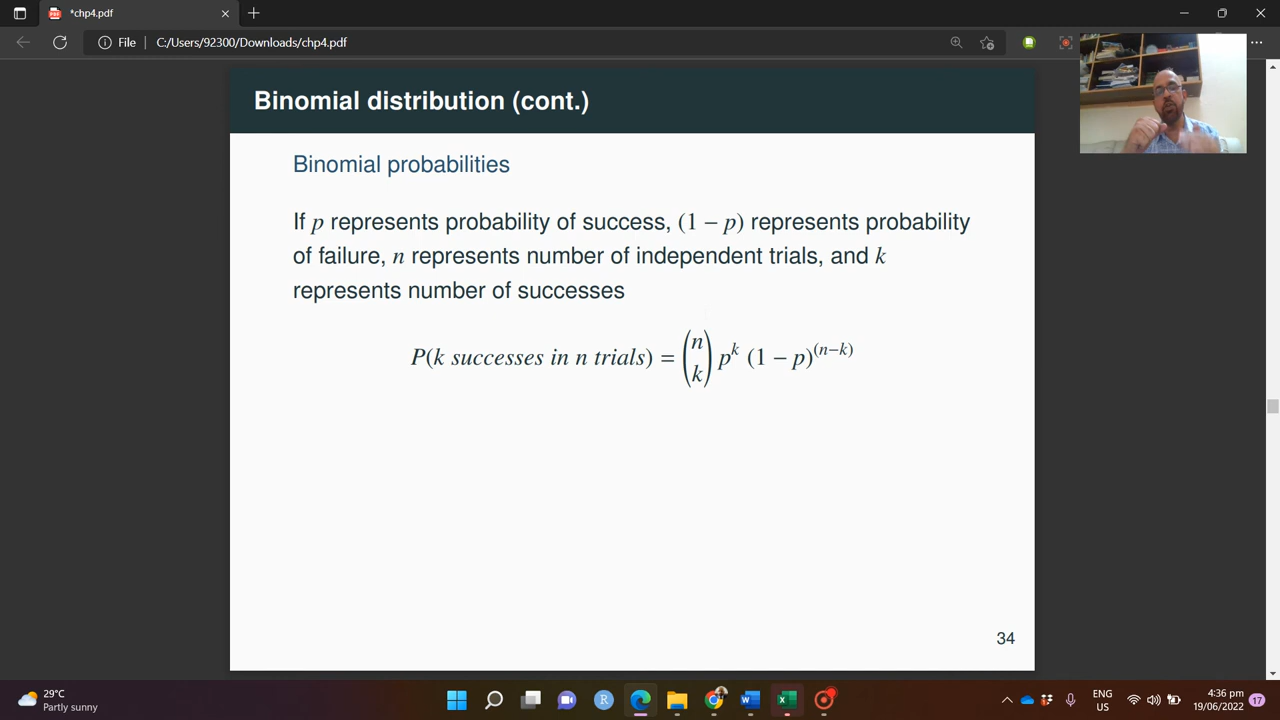 *chp4.pdf
File
C:/Users/92300/Downloads/chp4.pdf
Binomial distribution (cont.)
Binomial probabilities
If p represents probability of success, (1 − p) represents probability
of failure, n represents number of independent trials, and k
represents number of successes
P(k successes in n trials) = (n k) p^k (1 − p)^(n−k)
34
29°C
Partly sunny
ENG
US
4:36 pm
19/06/2022
17